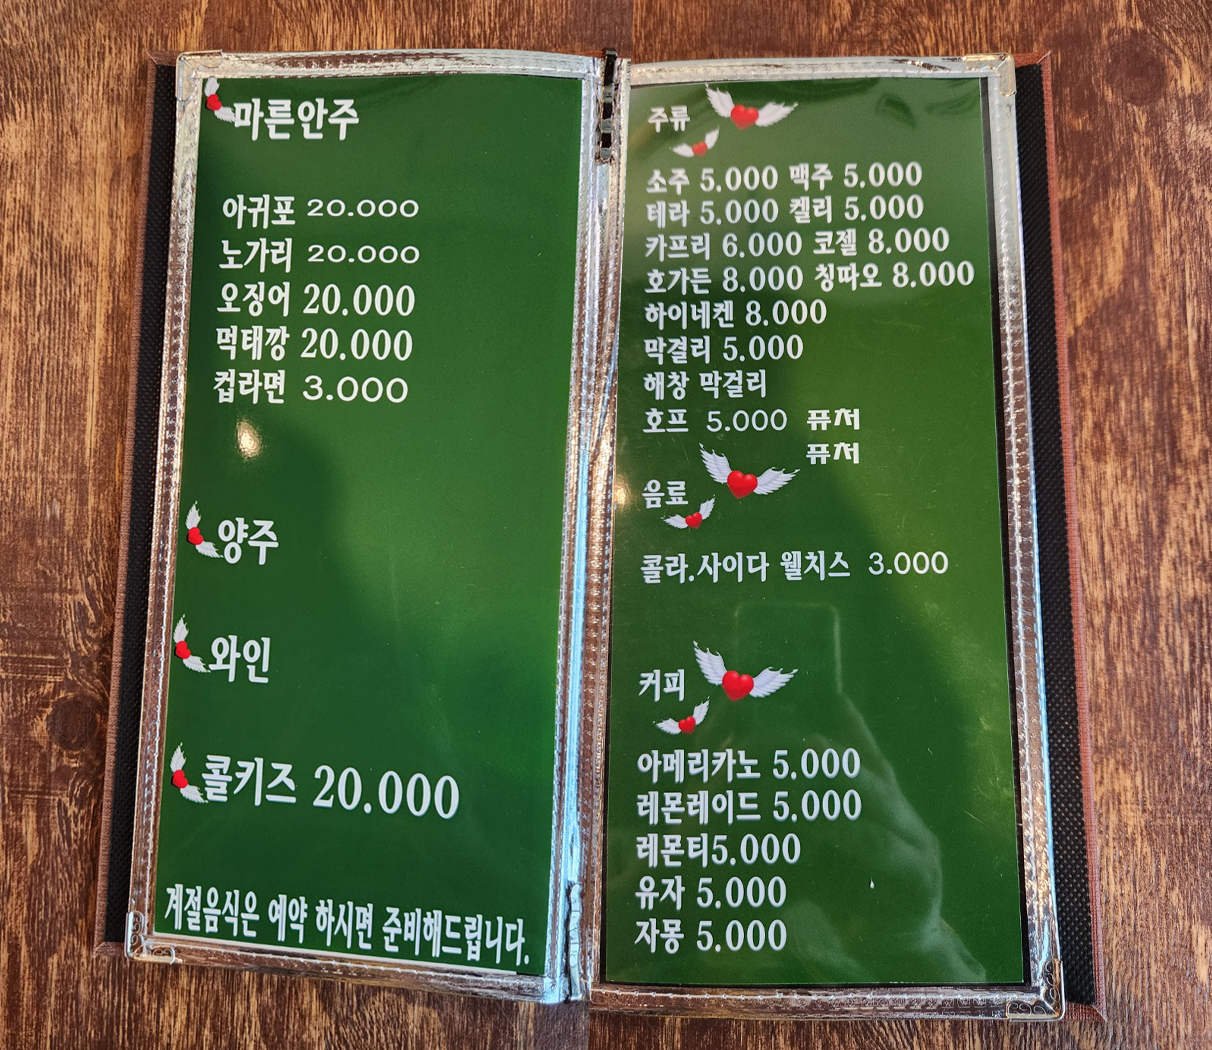 마른안주
아귀포 20.000
노가리 20.000
오징어 20.000
먹태깡 20.000
컵라면 3.000
양주
와인
콜키즈 20.000
계절음식은 예약 하시면 준비해드립니다.
주류
소주 5.000 맥주 5.000
테라 5.000 켈리 5.000
카프리 6.000 코젤 8.000
호가든 8.000 칭따오 8.000
하이네켄 8.000
막걸리 5.000
해창 막걸리
호프 5.000 퓨처
퓨처
음료
콜라.사이다 웰치스 3.000
커피
아메리카노 5.000
레몬레이드 5.000
레몬티5.000
유자 5.000
자몽 5.000